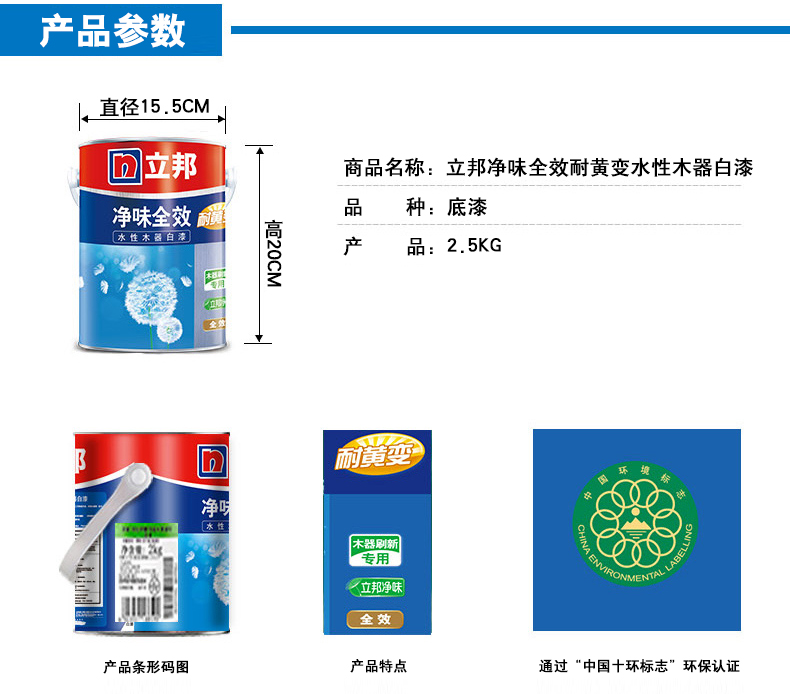 产品参数
直径15.5CM
n 立邦
净味全效
耐黄变
水性木器白漆
木器刷新
专用
立邦净
全效
高20CM
商品名称：立邦净味全效耐黄变水性木器白漆
品 种：底漆
产 品：2.5KG
邦
n
净味
水性
白漆
净含量：2kg
耐黄变
木器刷新
专用
立邦净味
全效
中国环境标志
CHINA ENVIRONMENTAL LABELLING
产品条形码图
产品特点
通过“中国十环标志”环保认证